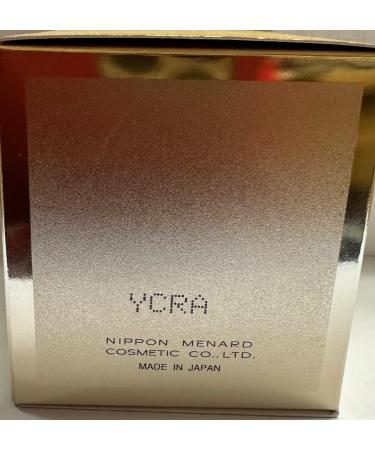 YCRA
NIPPON MENARD
COSMETIC CO., LTD.
MADE IN JAPAN